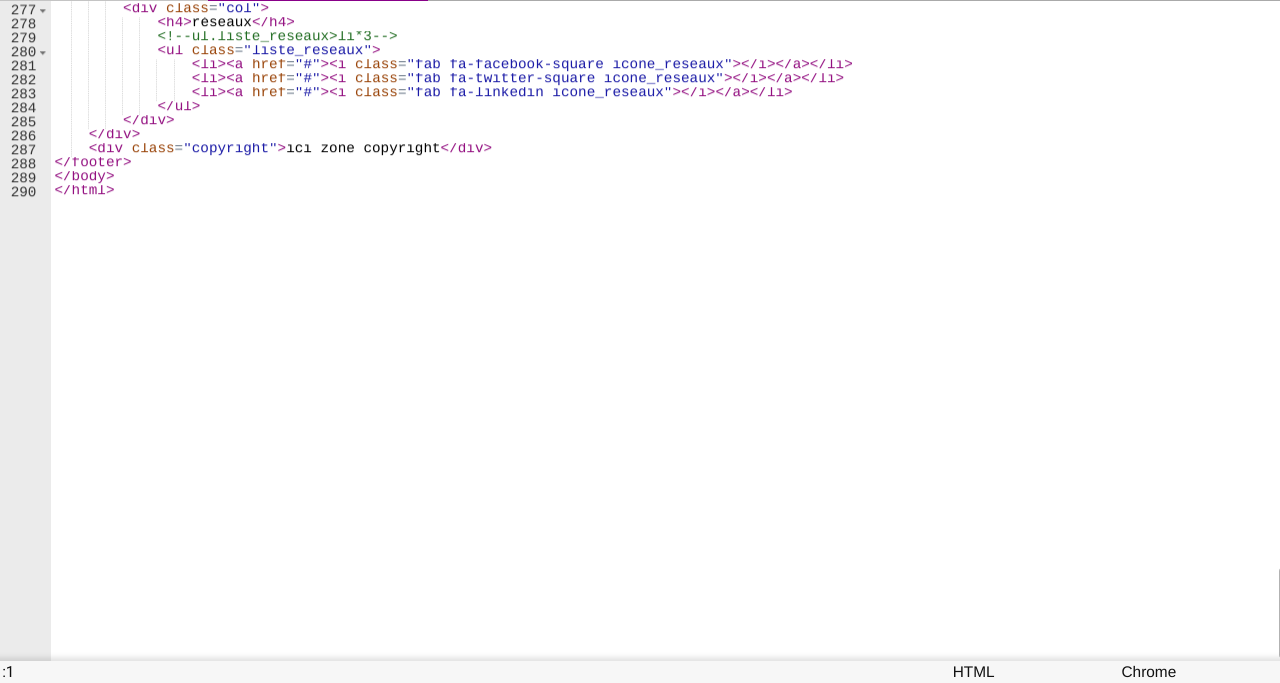 277 <div class="col">
278 <h4>réseaux</h4>
279 <!--ul.liste_reseaux>li*3-->
280 <ul class="liste_reseaux">
281 <li><a href="#"><i class="fab fa-facebook-square icone_reseaux"></i></a></li>
282 <li><a href="#"><i class="fab fa-twitter-square icone_reseaux"></i></a></li>
283 <li><a href="#"><i class="fab fa-linkedin icone_reseaux"></i></a></li>
284 </ul>
285 </div>
286 </div>
287 <div class="copyright">ici zone copyright</div>
288 </footer>
289 </body>
290 </html>
:1 HTML Chrome